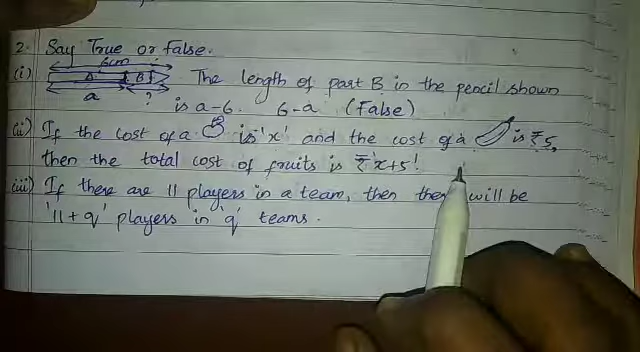 2. Say True or False.
6cm
(i) A B The length of part B in the pencil shown
a ? is a-6. 6-a (False)
(ii) If the cost of a is 'x' and the cost of a is ₹5,
then the total cost of fruits is ₹'x+5'.
(iii) If there are 11 players in a team, then there will be
'11+q' players in 'q' teams.